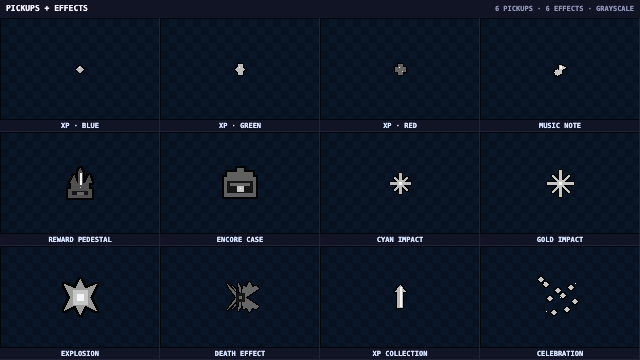 PICKUPS + EFFECTS
6 PICKUPS · 6 EFFECTS · GRAYSCALE
XP · BLUE
XP · GREEN
XP · RED
MUSIC NOTE
REWARD PEDESTAL
ENCORE CASE
CYAN IMPACT
GOLD IMPACT
EXPLOSION
DEATH EFFECT
XP COLLECTION
CELEBRATION